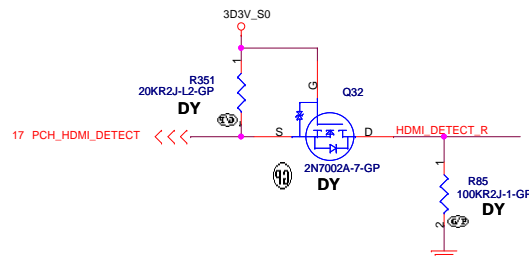 3D3V_S0
1
R351
20KR2J-L2-GP
DY
G
Q32
17 PCH_HDMI_DETECT
S
D
HDMI_DETECT_R
2N7002A-7-GP
DY
GP
1
R85
100KR2J-1-GP
DY
2
G/P